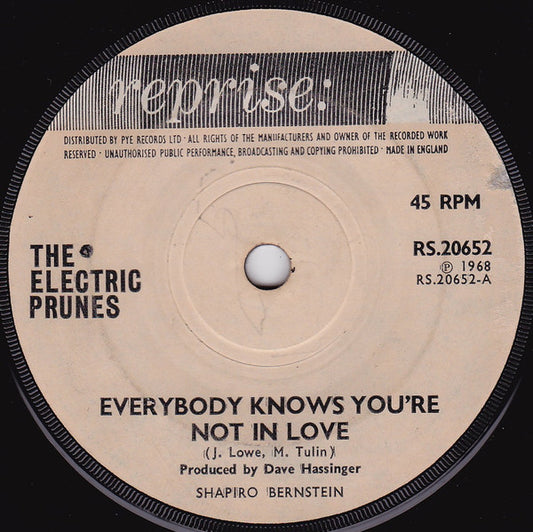 reprise:
DISTRIBUTED BY PYE RECORDS LTD · ALL RIGHTS OF THE MANUFACTURERS AND OWNER OF THE RECORDED WORK
RESERVED · UNAUTHORISED PUBLIC PERFORMANCE, BROADCASTING AND COPYING PROHIBITED · MADE IN ENGLAND
45 RPM
RS.20652
℗ 1968
RS.20652-A
THE
ELECTRIC
PRUNES
EVERYBODY KNOWS YOU'RE
NOT IN LOVE
(J. Lowe, M. Tulin)
Produced by Dave Hassinger
SHAPIRO BERNSTEIN